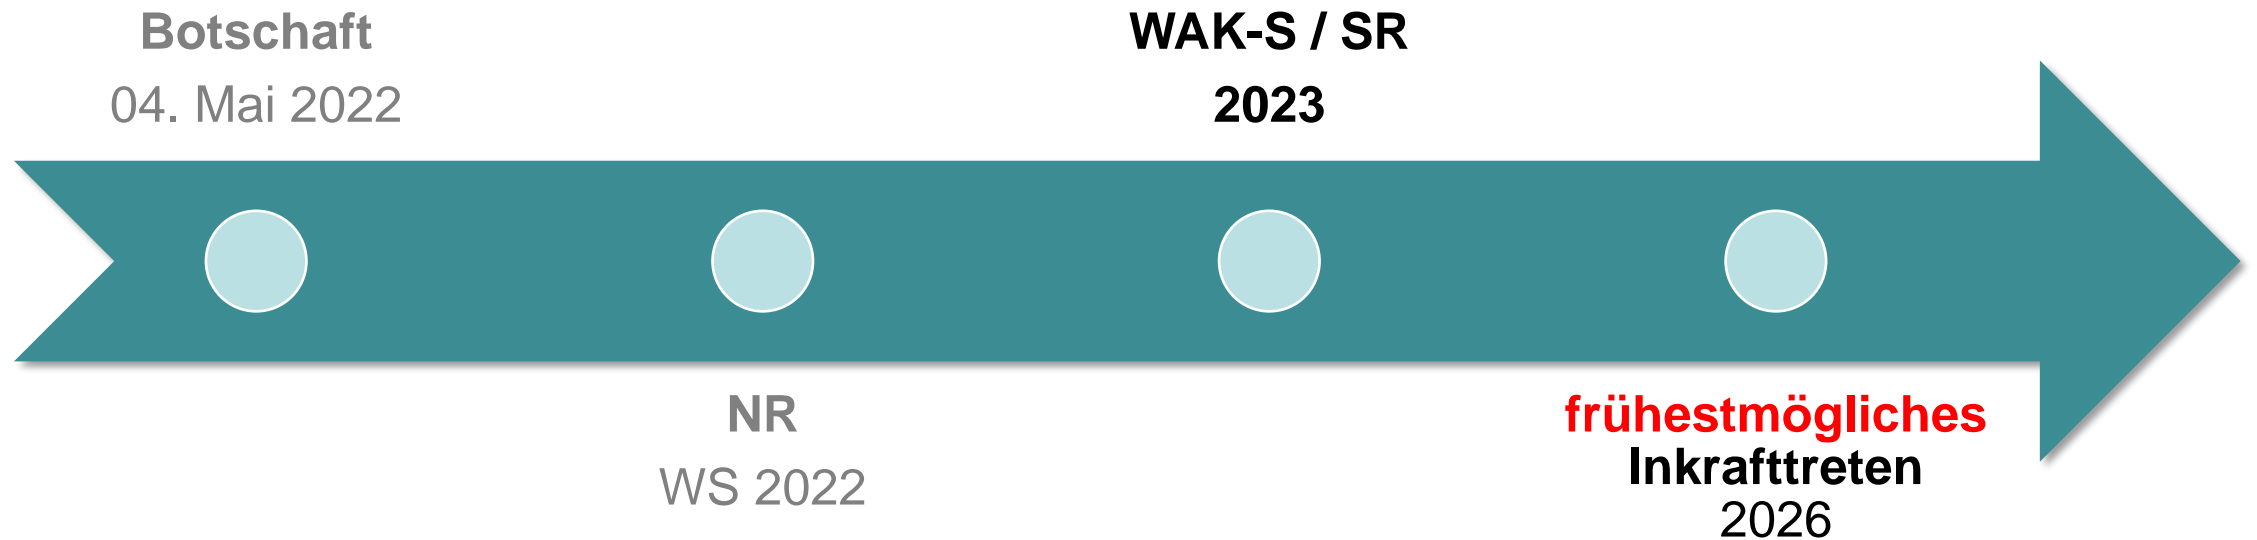 Botschaft
04. Mai 2022
NR
WS 2022
WAK-S / SR
2023
frühestmögliches
Inkrafttreten
2026